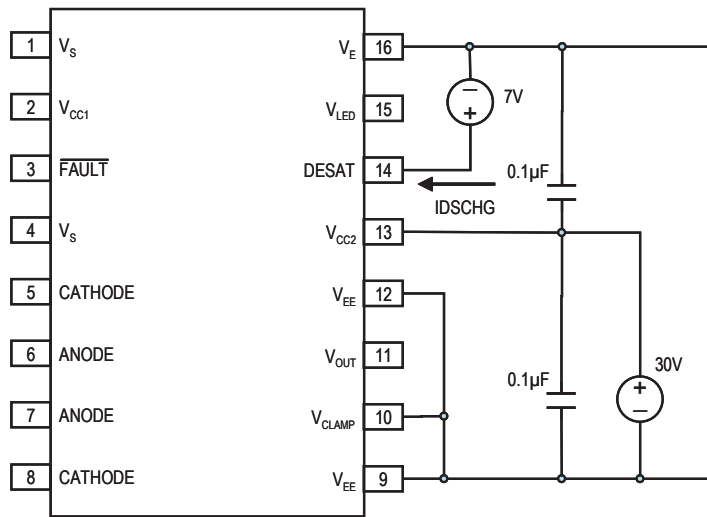 1 V_S
2 V_CC1
3 FAULT
4 V_S
5 CATHODE
6 ANODE
7 ANODE
8 CATHODE
V_E 16
V_LED 15
DESAT 14
V_CC2 13
V_EE 12
V_OUT 11
V_CLAMP 10
V_EE 9
7V
+
–
IDSCHG
0.1µF
0.1µF
30V
+
–